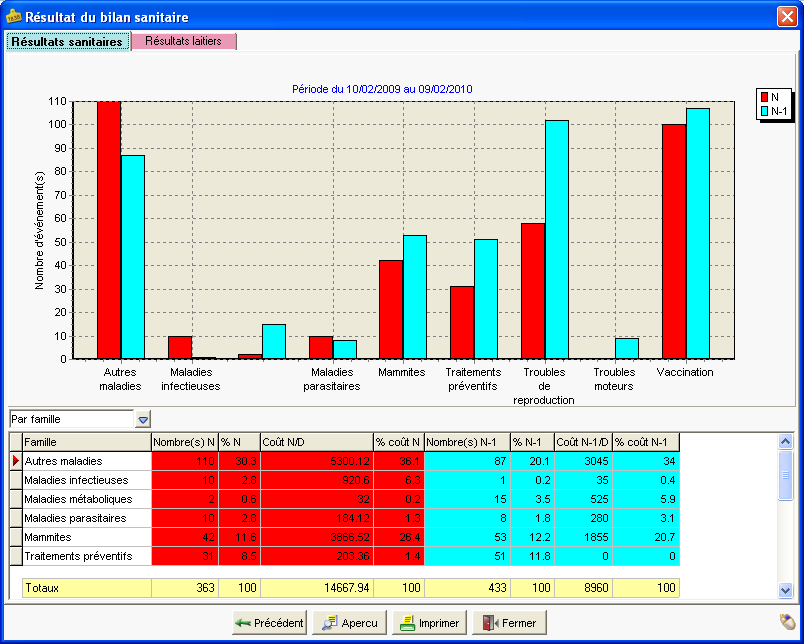 Résultat du bilan sanitaire
Résultats sanitaires Résultats laitiers
Période du 10/02/2009 au 09/02/2010
N
N-1
Nombre d'événement(s)
110
100
90
80
70
60
50
40
30
20
10
0
Autres maladies
Maladies infectieuses
Maladies parasitaires
Mammites
Traitements préventifs
Troubles de reproduction
Troubles moteurs
Vaccination
Par famille
Famille Nombre(s) N % N Coût N/D % coût N Nombre(s) N-1 % N-1 Coût N-1/D % coût N-1
Autres maladies 110 30.3 5300.12 36.1 87 20.1 3045 34
Maladies infectieuses 10 2.8 920.6 6.3 1 0.2 35 0.4
Maladies métaboliques 2 0.6 32 0.2 15 3.5 525 5.9
Maladies parasitaires 10 2.8 184.12 1.3 8 1.8 280 3.1
Mammites 42 11.6 3866.52 26.4 53 12.2 1855 20.7
Traitements préventifs 31 8.5 203.36 1.4 51 11.8 0 0
Totaux 363 100 14667.94 100 433 100 8960 100
Précédent Apercu Imprimer Fermer